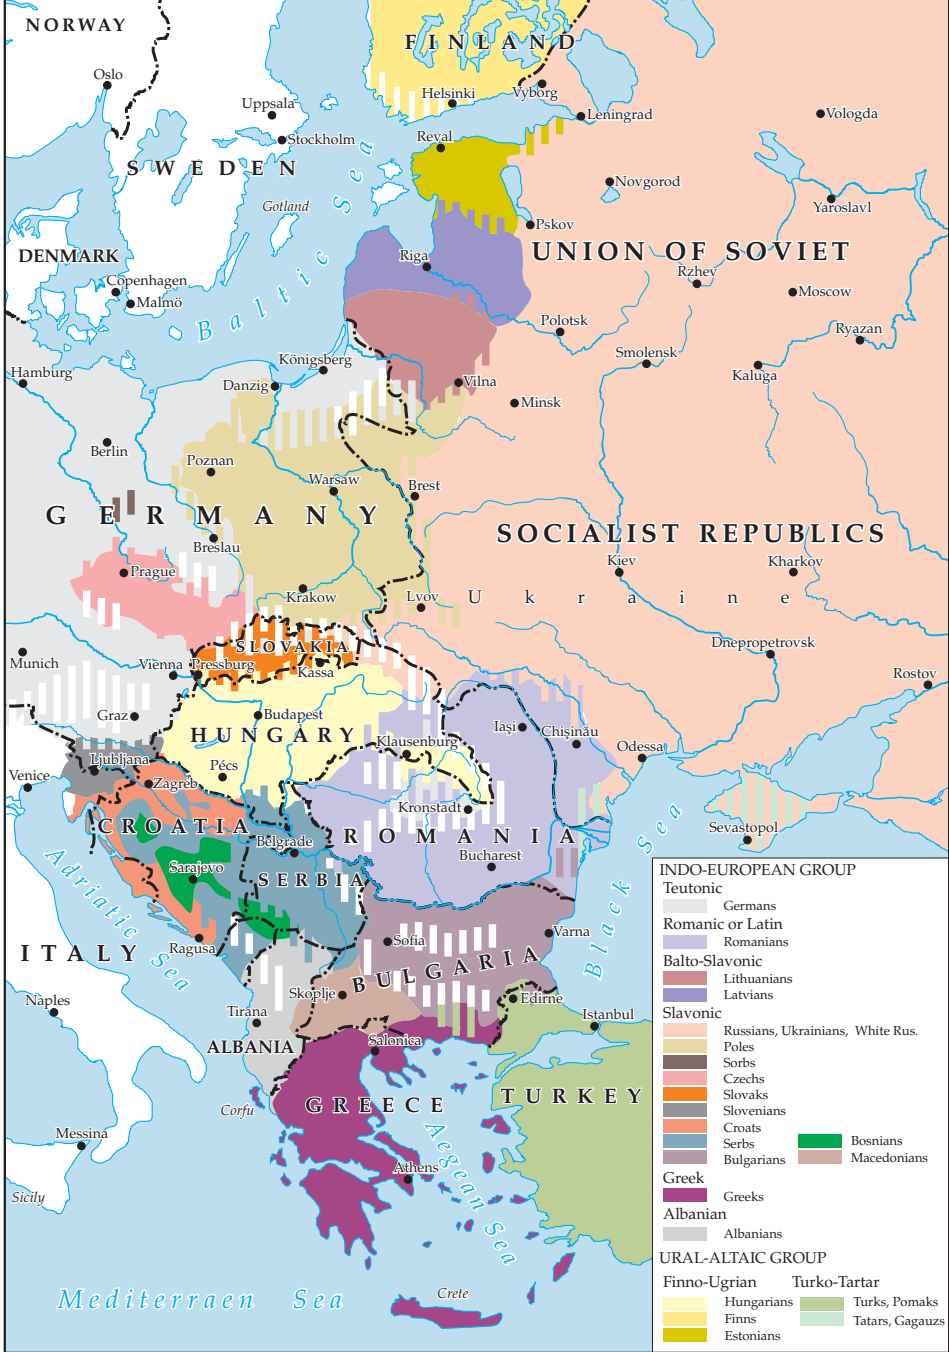 NORWAY
FINLAND
Oslo
Helsinki
Vyborg
Uppsala
Leningrad
Vologda
Stockholm
Reval
SWEDEN
Baltic Sea
Novgorod
Gotland
Yaroslavl
Pskov
DENMARK
Riga
UNION OF SOVIET
Rzhev
Copenhagen
Malmö
Moscow
Polotsk
Ryazan
Königsberg
Smolensk
Hamburg
Danzig
Vilna
Kaluga
Minsk
Berlin
Poznan
Warsaw
Brest
GERMANY
SOCIALIST REPUBLICS
Breslau
Kiev
Kharkov
Prague
Krakow
Lvov
Ukraine
SLOVAKIA
Dnepropetrovsk
Munich
Vienna
Pressburg
Kassa
Rostov
Graz
Budapest
HUNGARY
Iaşi
Chişinău
Klausenburg
Odessa
Ljubljana
Venice
Pécs
Zagreb
Kronstadt
CROATIA
ROMANIA
Sevastopol
Belgrade
Bucharest
Adriatic Sea
Sarajevo
SERBIA
Black Sea
ITALY
Ragusa
Sofia
Varna
BULGARIA
Naples
Skoplje
Edirne
Tirana
Istanbul
ALBANIA
Salonica
TURKEY
Corfu
GREECE
Messina
Aegean Sea
Athens
Sicily
Mediterraen Sea
Crete
INDO-EUROPEAN GROUP
Teutonic
Germans
Romanic or Latin
Romanians
Balto-Slavonic
Lithuanians
Latvians
Slavonic
Russians, Ukrainians, White Rus.
Poles
Sorbs
Czechs
Slovaks
Slovenians
Croats
Serbs
Bosnians
Bulgarians
Macedonians
Greek
Greeks
Albanian
Albanians
URAL-ALTAIC GROUP
Finno-Ugrian
Turko-Tartar
Hungarians
Turks, Pomaks
Finns
Tatars, Gagauzs
Estonians